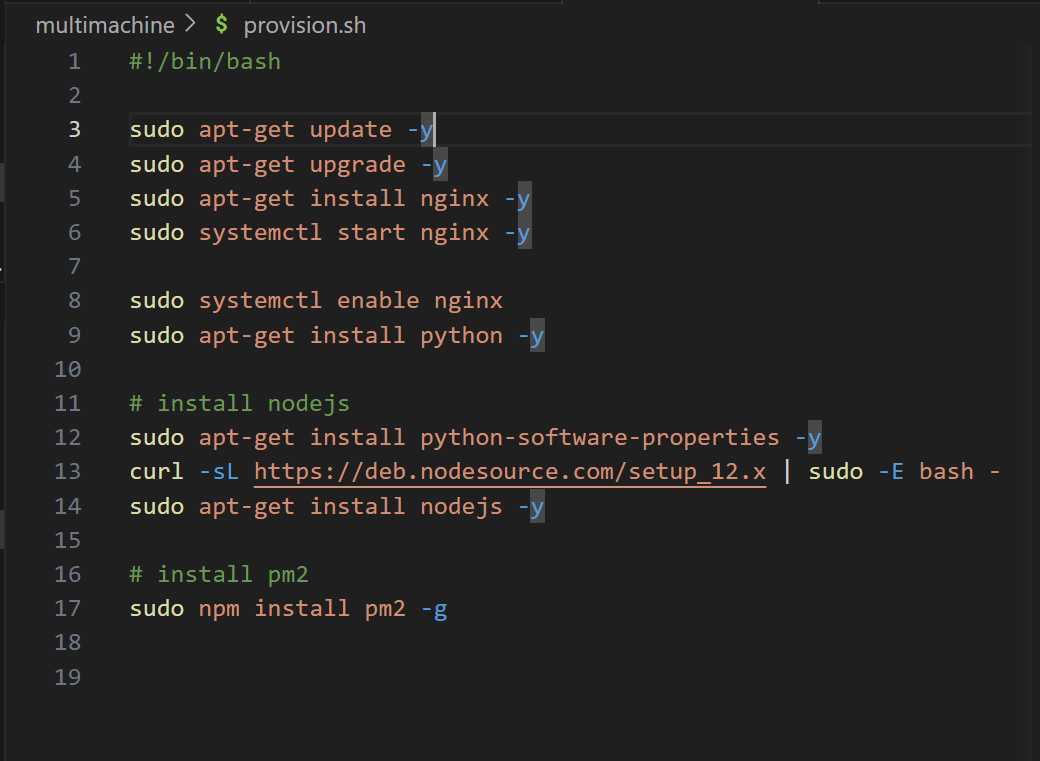 multimachine > $ provision.sh
1 #!/bin/bash
2
3 sudo apt-get update -y
4 sudo apt-get upgrade -y
5 sudo apt-get install nginx -y
6 sudo systemctl start nginx -y
7
8 sudo systemctl enable nginx
9 sudo apt-get install python -y
10
11 # install nodejs
12 sudo apt-get install python-software-properties -y
13 curl -sL https://deb.nodesource.com/setup_12.x | sudo -E bash -
14 sudo apt-get install nodejs -y
15
16 # install pm2
17 sudo npm install pm2 -g
18
19